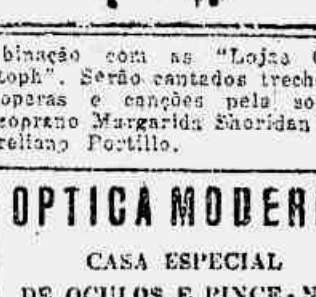 binação com as "Lojas
toph". Serão cantados trech
operas e canções pela so
soprano Margarida Sheridan
reliano Portillo.
OPTICA MODER
CASA ESPECIAL
DE OCULOS E PINCE-N